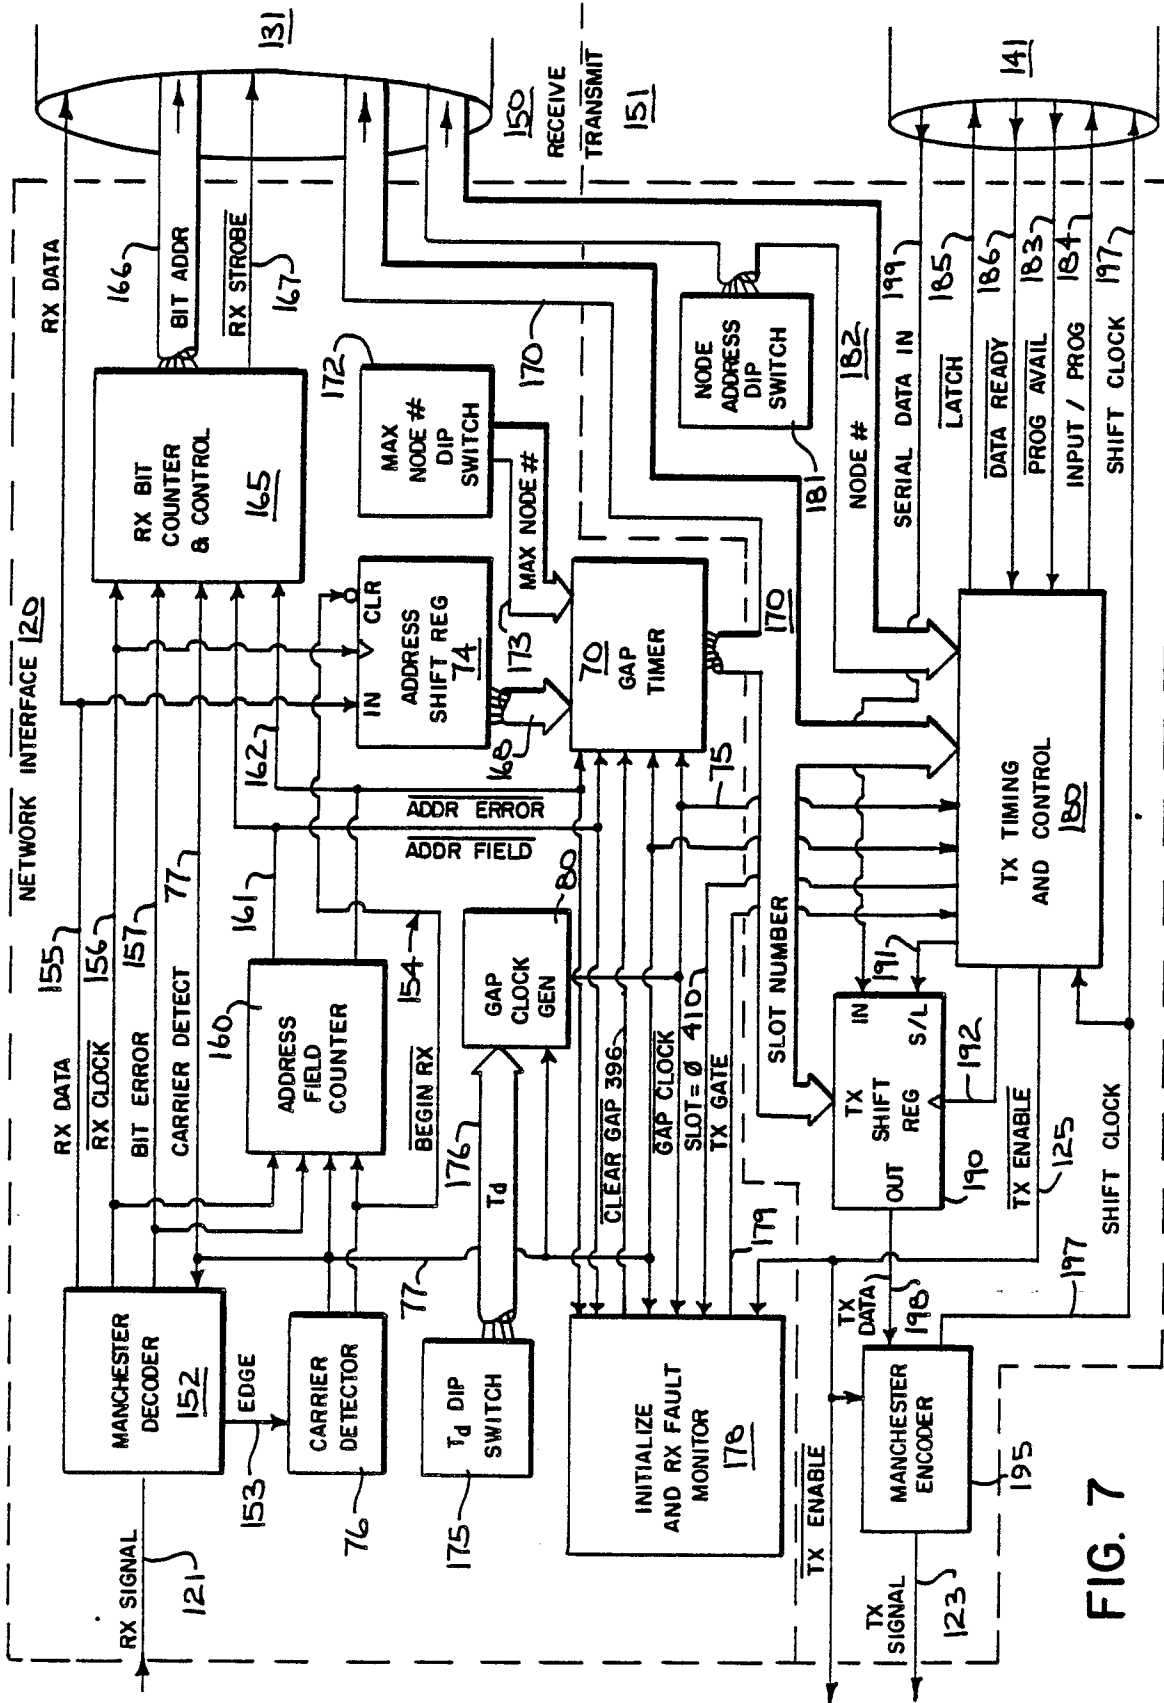 NETWORK INTERFACE 120
RX SIGNAL
121
MANCHESTER
DECODER
152
RX DATA
155
RX CLOCK
156
BIT ERROR
157
CARRIER DETECT
77
EDGE
153
CARRIER
DETECTOR
76
160
ADDRESS
FIELD
COUNTER
161
162
BEGIN RX
154
RX BIT
COUNTER
& CONTROL
165
RX DATA
166
BIT ADDR
RX STROBE
167
131
150
RECEIVE
TRANSMIT
151
IN
CLR
ADDRESS
SHIFT REG
74
168
172
MAX
NODE #
DIP
SWITCH
MAX NODE #
173
70
GAP
TIMER
170
170
ADDR ERROR
ADDR FIELD
Td DIP
SWITCH
175
176
Td
77
GAP
CLOCK
GEN
80
CLEAR GAP 396
GAP CLOCK
SLOT = Ø 410
TX GATE
75
179
INITIALIZE
AND RX FAULT
MONITOR
178
SLOT NUMBER
NODE
ADDRESS
DIP
SWITCH
181
182
NODE #
SERIAL DATA IN
199
LATCH
185
DATA READY
186
PROG AVAIL
183
INPUT / PROG
184
SHIFT CLOCK
197
141
TX TIMING
AND CONTROL
180
191
192
IN
S/L
TX
SHIFT
REG
OUT
190
TX ENABLE
125
SHIFT CLOCK
197
TX
DATA
198
TX ENABLE
MANCHESTER
ENCODER
195
TX
SIGNAL
123
FIG. 7